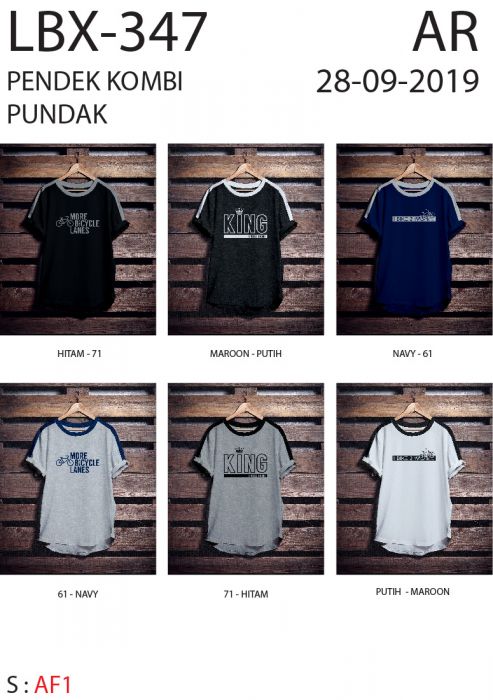 LBX-347
AR
PENDEK KOMBI
28-09-2019
PUNDAK
MORE
BICYCLE
LANES
KING
HITAM - 71
MAROON - PUTIH
NAVY - 61
MORE
BICYCLE
LANES
KING
61 - NAVY
71 - HITAM
PUTIH - MAROON
S : AF1